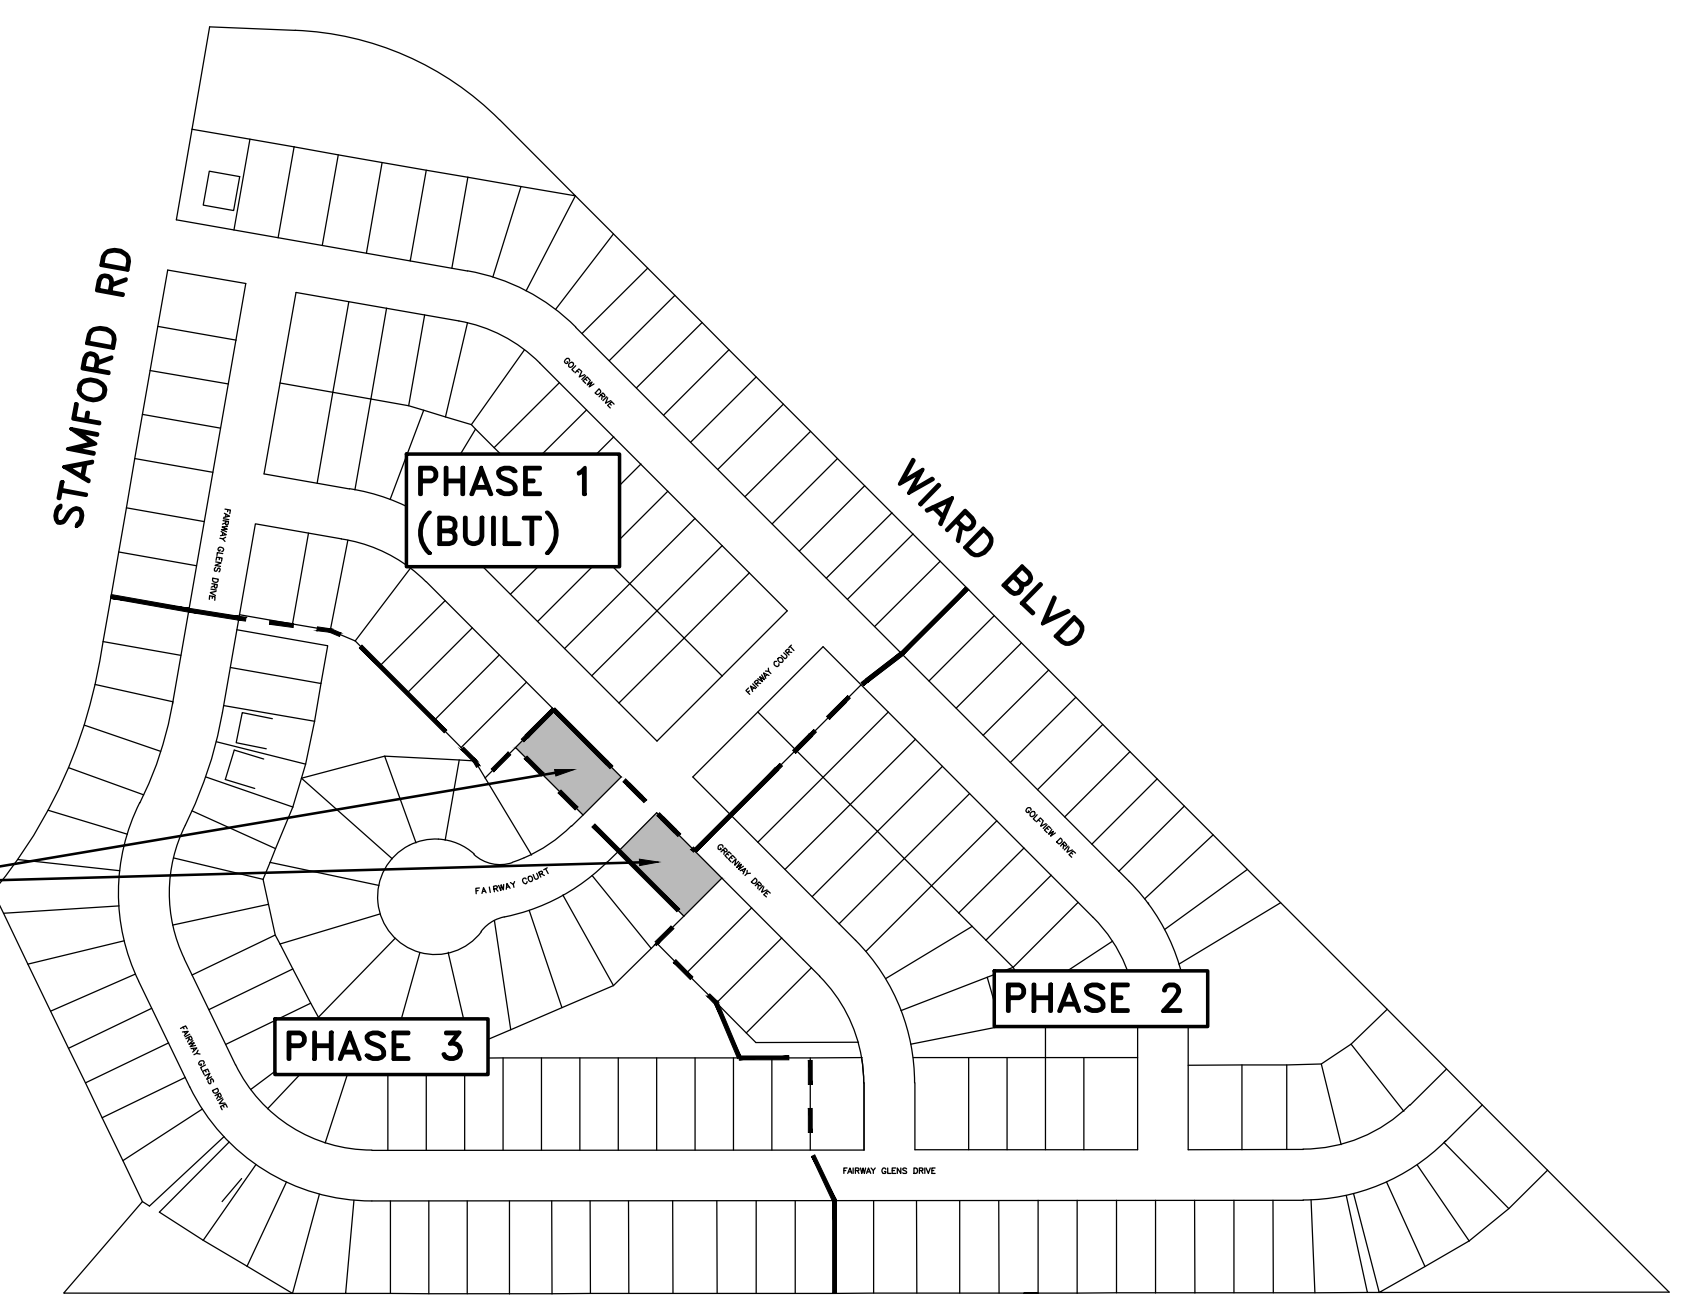 STAMFORD RD
GOLFVIEW DRIVE
PHASE 1
(BUILT)
WIARD BLVD
FAIRWAY GLENS DRIVE
FAIRWAY COURT
GOLFVIEW DRIVE
GREENWAY DRIVE
FAIRWAY COURT
PHASE 2
PHASE 3
FAIRWAY GLENS DRIVE
FAIRWAY GLENS DRIVE